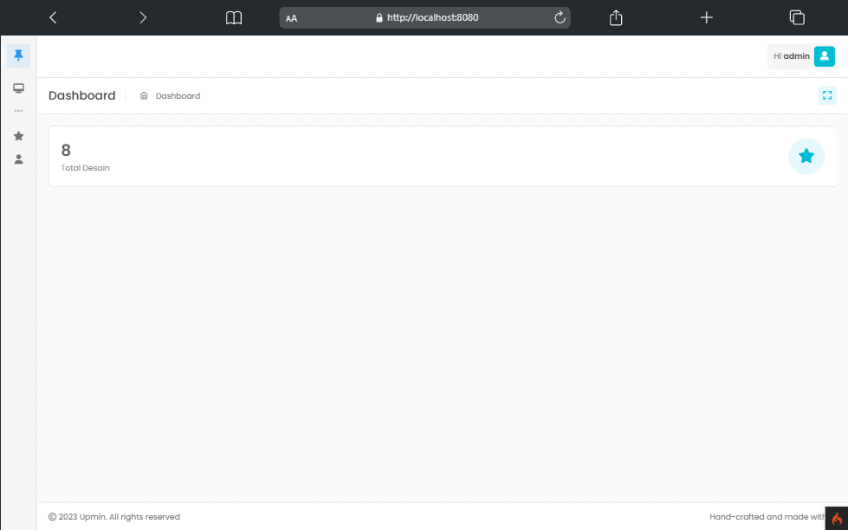 AA
http://localhost:8080
Hi admin
Dashboard
Dashboard
8
Total Desain
© 2023 Upmin. All rights reserved
Hand-crafted and made with